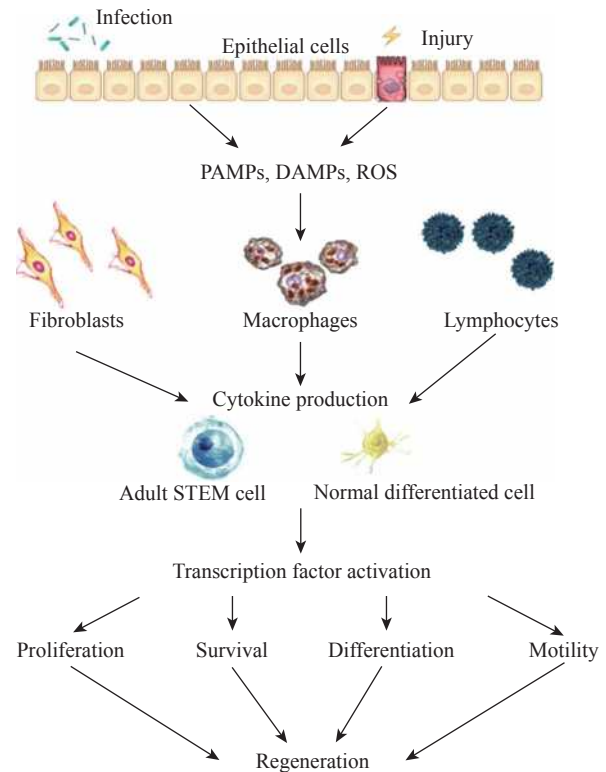 Infection
Epithelial cells
Injury
PAMPs, DAMPs, ROS
Fibroblasts
Macrophages
Lymphocytes
Cytokine production
Adult STEM cell
Normal differentiated cell
Transcription factor activation
Proliferation
Survival
Differentiation
Motility
Regeneration